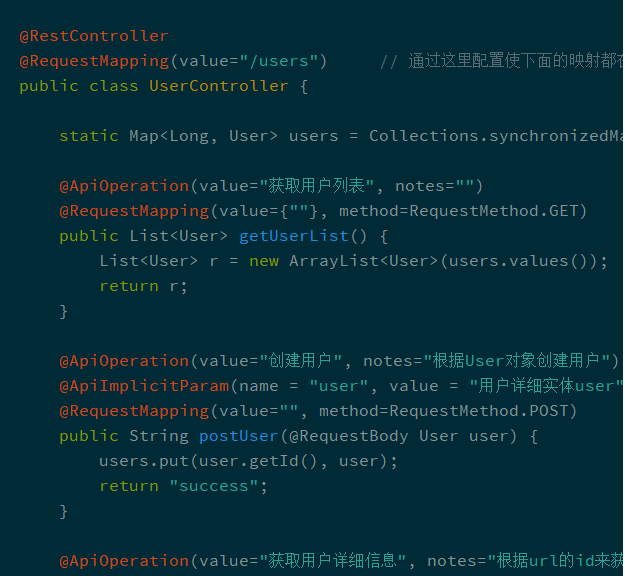 @RestController
@RequestMapping(value="/users")     // 通过这里配置使下面的映射都在
public class UserController {
    static Map<Long, User> users = Collections.synchronizedMa
    @ApiOperation(value="获取用户列表", notes="")
    @RequestMapping(value={""}, method=RequestMethod.GET)
    public List<User> getUserList() {
        List<User> r = new ArrayList<User>(users.values());
        return r;
    }
    @ApiOperation(value="创建用户", notes="根据User对象创建用户")
    @ApiImplicitParam(name = "user", value = "用户详细实体user"
    @RequestMapping(value="", method=RequestMethod.POST)
    public String postUser(@RequestBody User user) {
        users.put(user.getId(), user);
        return "success";
    }
    @ApiOperation(value="获取用户详细信息", notes="根据url的id来获